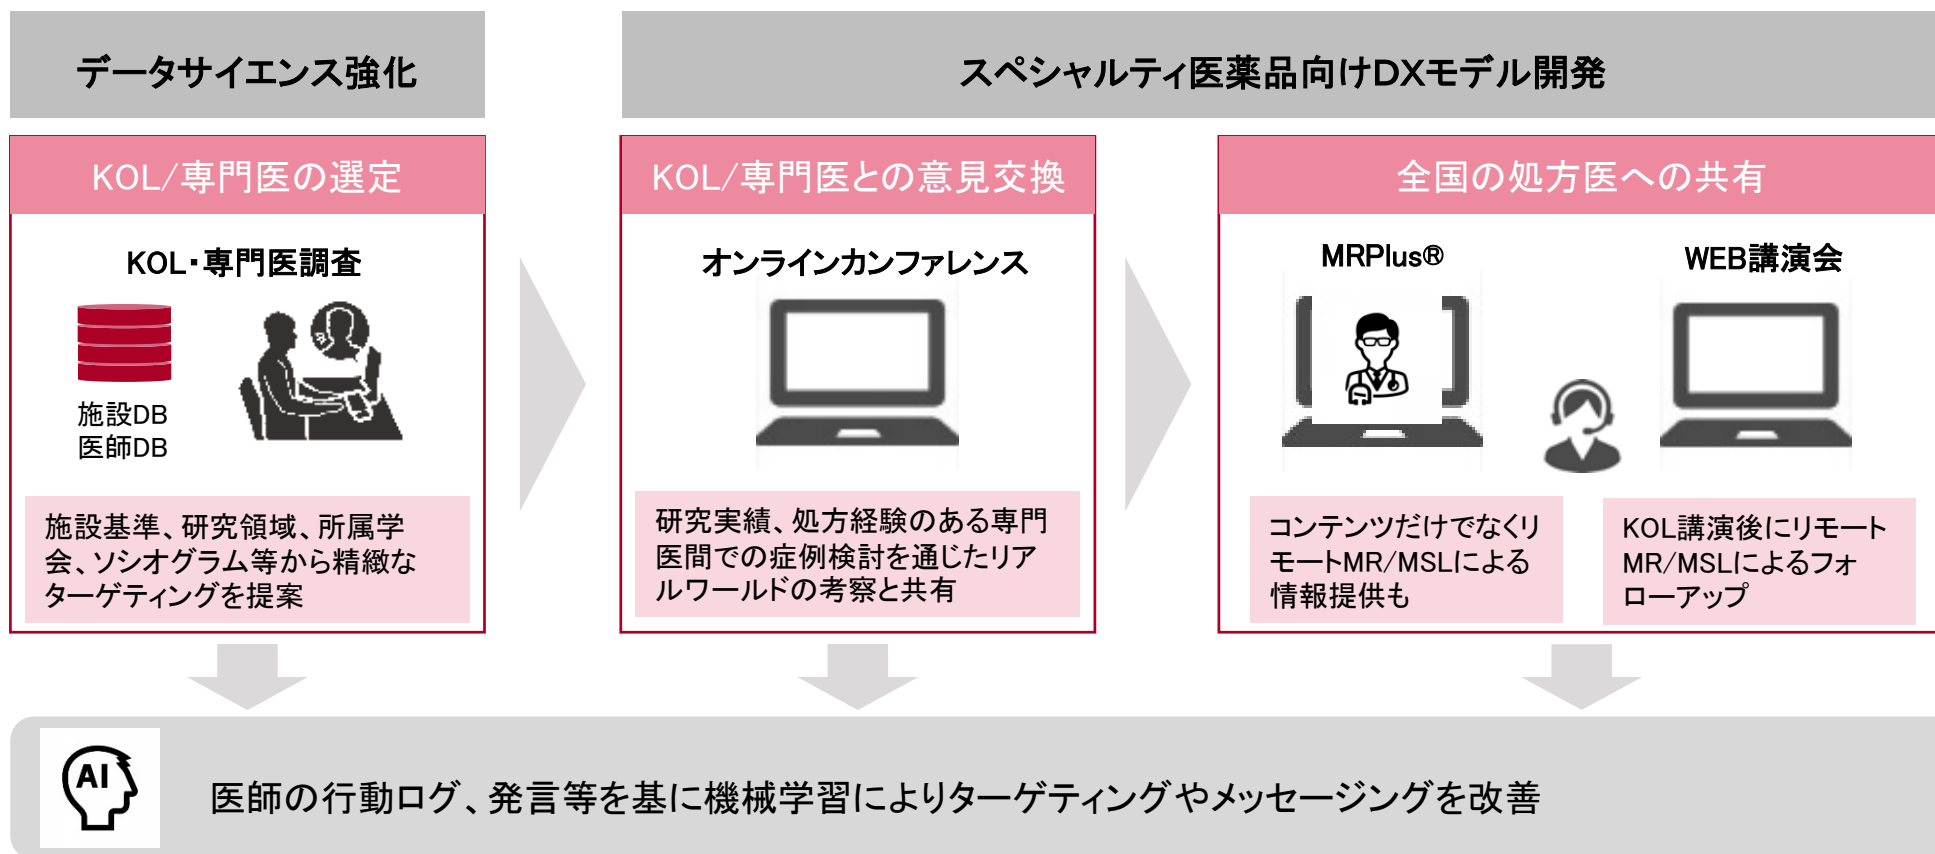 データサイエンス強化
スペシャルティ医薬品向けDXモデル開発
KOL/専門医の選定
KOL・専門医調査
施設DB
医師DB
施設基準、研究領域、所属学
会、ソシオグラム等から精緻な
ターゲティングを提案
KOL/専門医との意見交換
オンラインカンファレンス
研究実績、処方経験のある専門
医間での症例検討を通じたリア
ルワールドの考察と共有
全国の処方医への共有
MRPlus®
コンテンツだけでなくリ
モートMR/MSLによる
情報提供も
WEB講演会
KOL講演後にリモート
MR/MSLによるフォ
ローアップ
AI
医師の行動ログ、発言等を基に機械学習によりターゲティングやメッセージングを改善